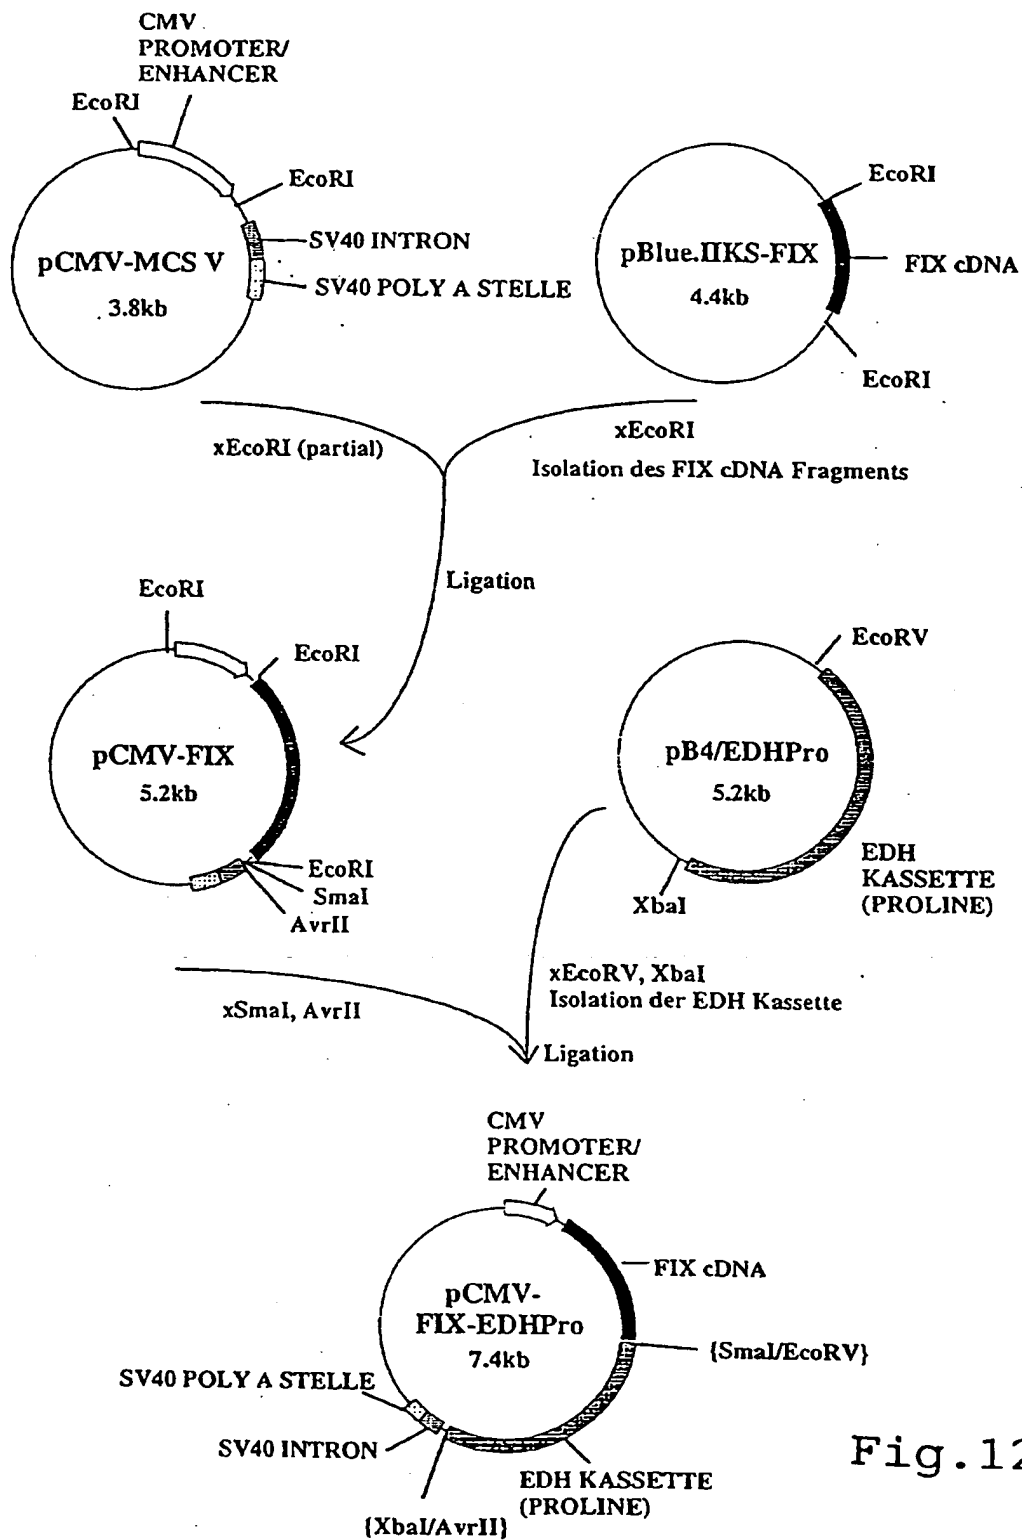 CMV
PROMOTER/
ENHANCER
EcoRI
EcoRI
SV40 INTRON
SV40 POLY A STELLE
pCMV-MCS V
3.8kb
EcoRI
pBlue.IIKS-FIX
4.4kb
FIX cDNA
EcoRI
xEcoRI (partial)
xEcoRI
Isolation des FIX cDNA Fragments
Ligation
EcoRI
EcoRI
pCMV-FIX
5.2kb
EcoRI
SmaI
AvrII
EcoRV
pB4/EDHPro
5.2kb
XbaI
EDH
KASSETTE
(PROLINE)
xSmaI, AvrII
xEcoRV, XbaI
Isolation der EDH Kassette
Ligation
CMV
PROMOTER/
ENHANCER
FIX cDNA
pCMV-
FIX-EDHPro
7.4kb
{SmaI/EcoRV}
SV40 POLY A STELLE
SV40 INTRON
EDH KASSETTE
(PROLINE)
{XbaI/AvrII}
Fig.12